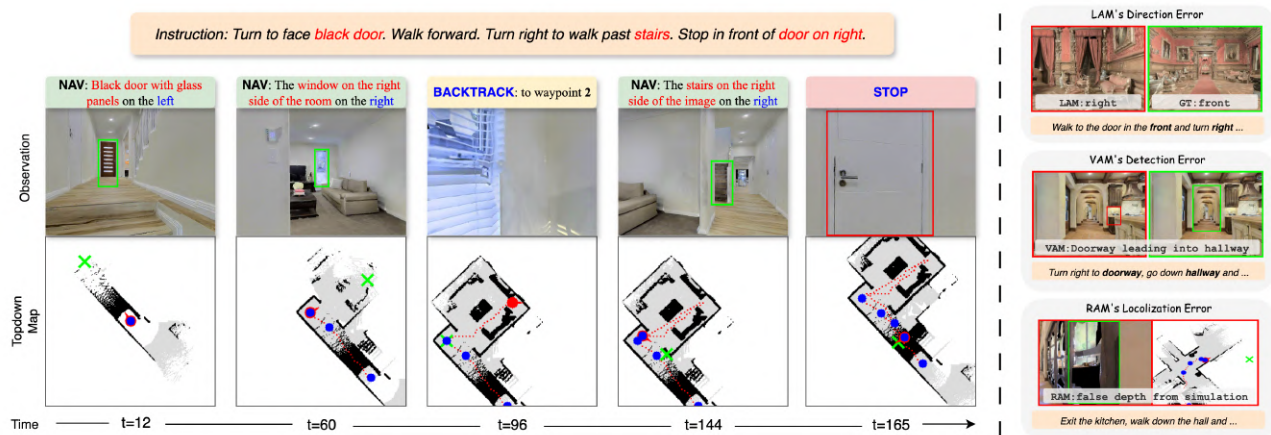 Instruction: Turn to face black door. Walk forward. Turn right to walk past stairs. Stop in front of door on right.
NAV: Black door with glass
panels on the left
NAV: The window on the right
side of the room on the right
BACKTRACK: to waypoint 2
NAV: The stairs on the right
side of the image on the right
STOP
Observation
Topdown
Map
Time
t=12
t=60
t=96
t=144
t=165
LAM's Direction Error
LAM:right
GT:front
Walk to the door in the front and turn right ...
VAM's Detection Error
VAM:Doorway leading into hallway
Turn right to doorway, go down hallway and ...
RAM's Locolization Error
RAM:false depth from simulation
Exit the kitchen, walk down the hall and ...